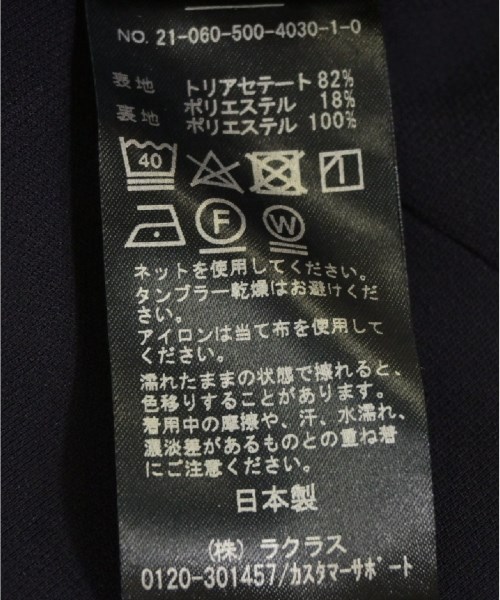 NO. 21-060-500-4030-1-0
表地 トリアセテート 82%
ポリエステル 18%
裏地 ポリエステル 100%
40
F W
ネットを使用してください。
タンブラー乾燥はお避けくだ
さい。
アイロンは当て布を使用して
ください。
濡れたままの状態で擦れると、
色移りすることがあります。
着用中の摩擦や、汗、水濡れ、
濃淡差があるものとの重ね着
にご注意ください。
日本製
(株) ラクラス
0120-301457/カスタマーサポート